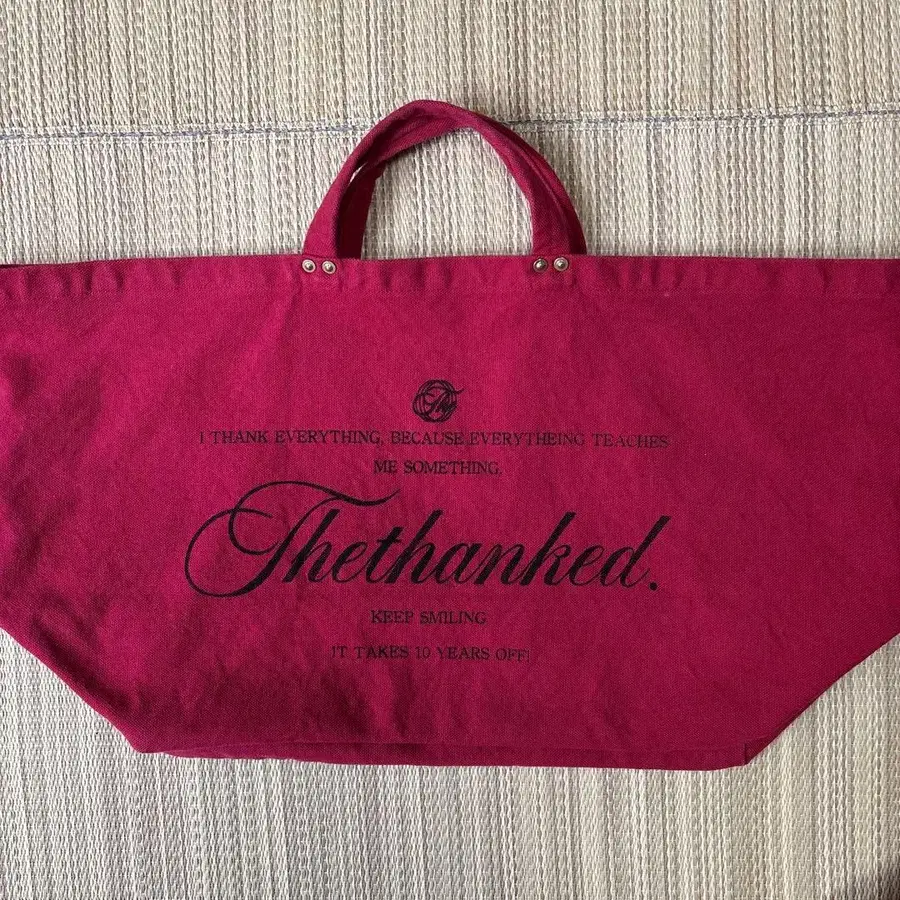 I THANK EVERYTHING, BECAUSE EVERYTHEING TEACHES
ME SOMETHING.
Thethanked.
KEEP SMILING
IT TAKES 10 YEARS OFF!